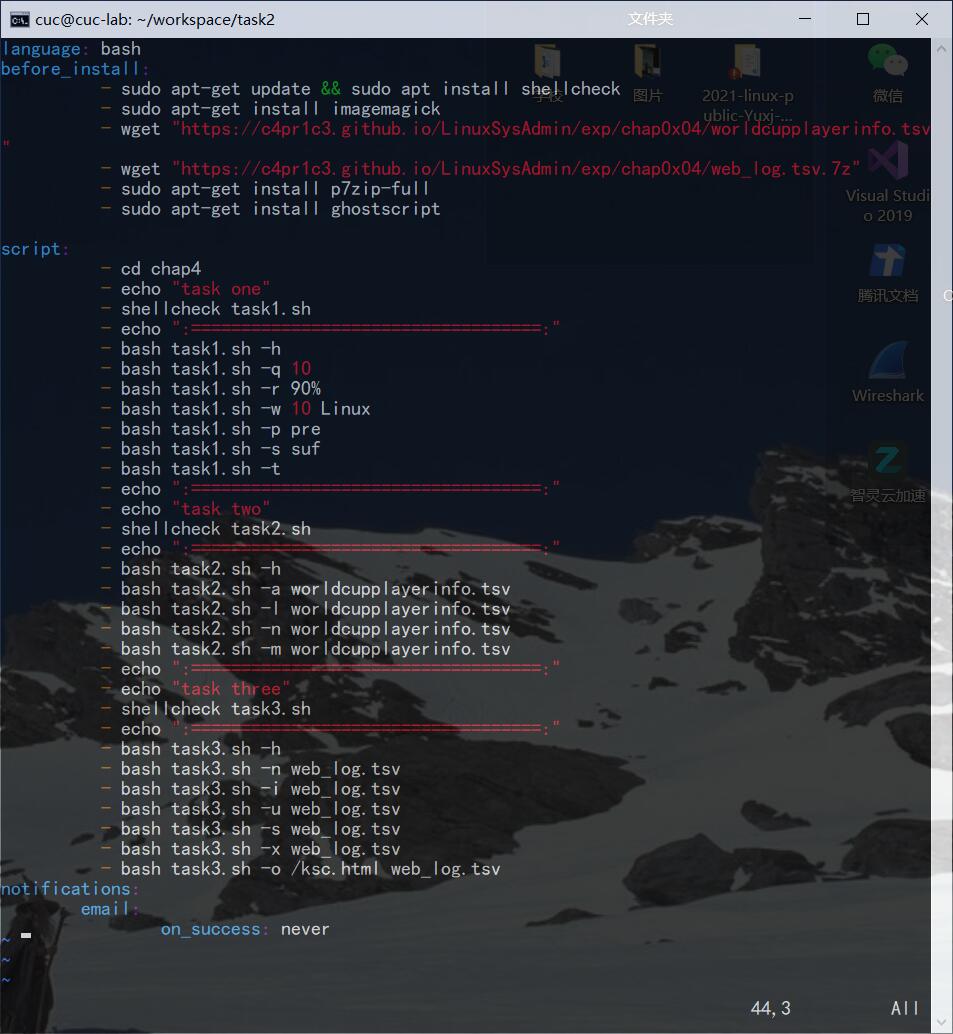 cuc@cuc-lab: ~/workspace/task2
文件夹
language: bash
before_install:
- sudo apt-get update && sudo apt install shellcheck
- sudo apt-get install imagemagick
- wget "https://c4pr1c3.github.io/LinuxSysAdmin/exp/chap0x04/worldcupplayerinfo.tsv
"
- wget "https://c4pr1c3.github.io/LinuxSysAdmin/exp/chap0x04/web_log.tsv.7z"
- sudo apt-get install p7zip-full
- sudo apt-get install ghostscript
script:
- cd chap4
- echo "task one"
- shellcheck task1.sh
- echo ":===================================:"
- bash task1.sh -h
- bash task1.sh -q 10
- bash task1.sh -r 90%
- bash task1.sh -w 10 Linux
- bash task1.sh -p pre
- bash task1.sh -s suf
- bash task1.sh -t
- echo ":===================================:"
- echo "task two"
- shellcheck task2.sh
- echo ":===================================:"
- bash task2.sh -h
- bash task2.sh -a worldcupplayerinfo.tsv
- bash task2.sh -l worldcupplayerinfo.tsv
- bash task2.sh -n worldcupplayerinfo.tsv
- bash task2.sh -m worldcupplayerinfo.tsv
- echo ":===================================:"
- echo "task three"
- shellcheck task3.sh
- echo ":===================================:"
- bash task3.sh -h
- bash task3.sh -n web_log.tsv
- bash task3.sh -i web_log.tsv
- bash task3.sh -u web_log.tsv
- bash task3.sh -s web_log.tsv
- bash task3.sh -x web_log.tsv
- bash task3.sh -o /ksc.html web_log.tsv
notifications:
email:
on_success: never
~
~
~
44,3 All
图片
2021-linux-p
ublic-Yuxj-...
微信
Visual Studi
o 2019
腾讯文档
Wireshark
智灵云加速